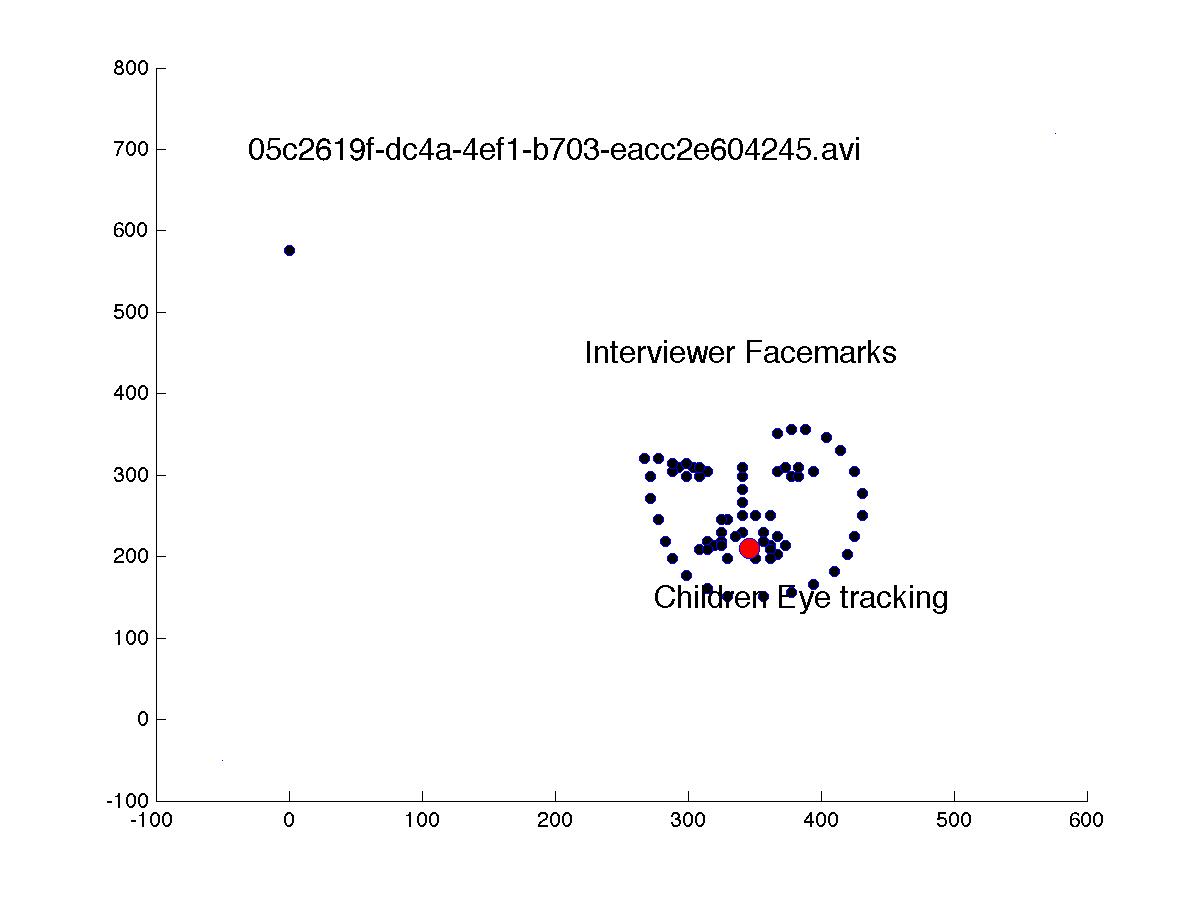 800
700
05c2619f-dc4a-4ef1-b703-eacc2e604245.avi
600
500
Interviewer Facemarks
400
300
200
Children Eye tracking
100
0
-100
-100 0 100 200 300 400 500 600